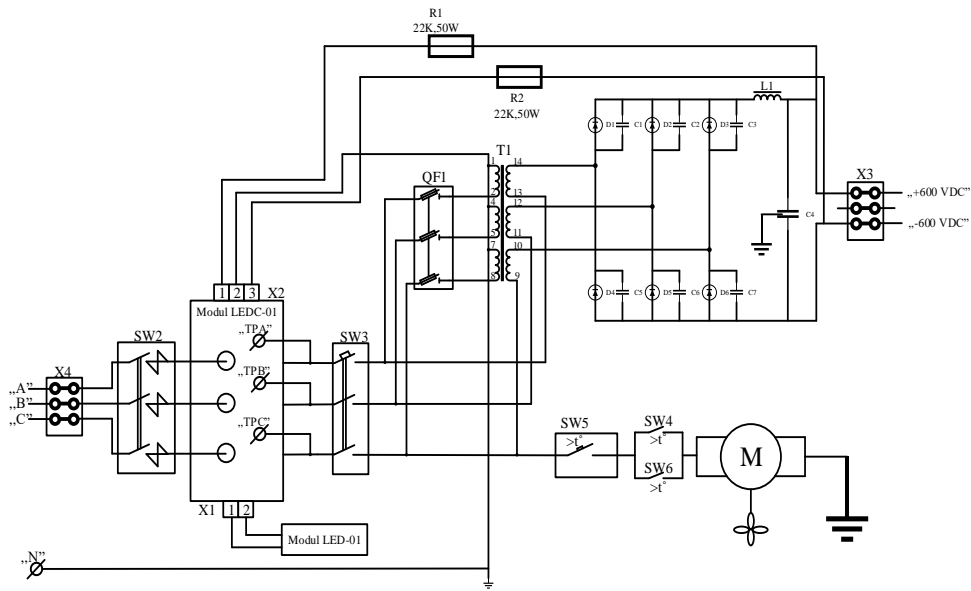 R1
22K,50W
R2
22K,50W
L1
D1 C1 D2 C2 D3 C3
T1
1 14
2 13
4 12
5 11
7 10
8 9
QF1
X3
„+600 VDC”
„-600 VDC”
C4
D4 C5 D5 C6 D6 C7
1 2 3 X2
Modul LEDC-01
„TPA”
„TPB”
„TPC”
SW2
SW3
X4
„A”
„B”
„C”
SW5
>t°
SW4
>t°
SW6
>t°
M
X1 1 2
Modul LED-01
„N”